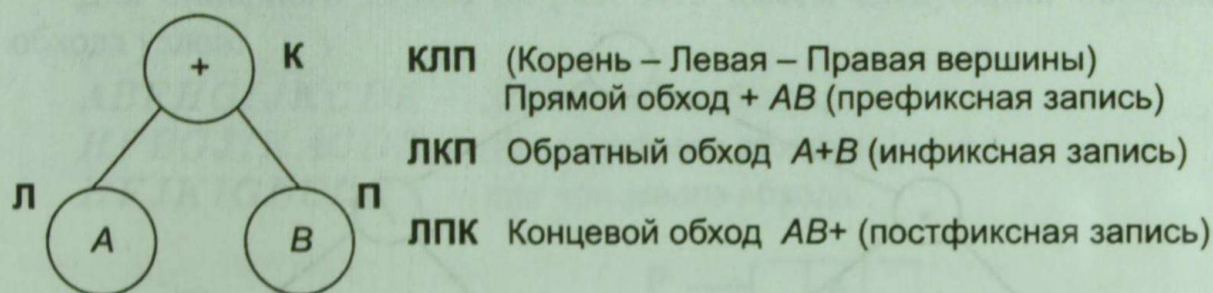 +
К
Л
A
B
П
КЛП (Корень – Левая – Правая вершины)
Прямой обход + AB (префиксная запись)
ЛКП Обратный обход A+B (инфиксная запись)
ЛПК Концевой обход AB+ (постфиксная запись)